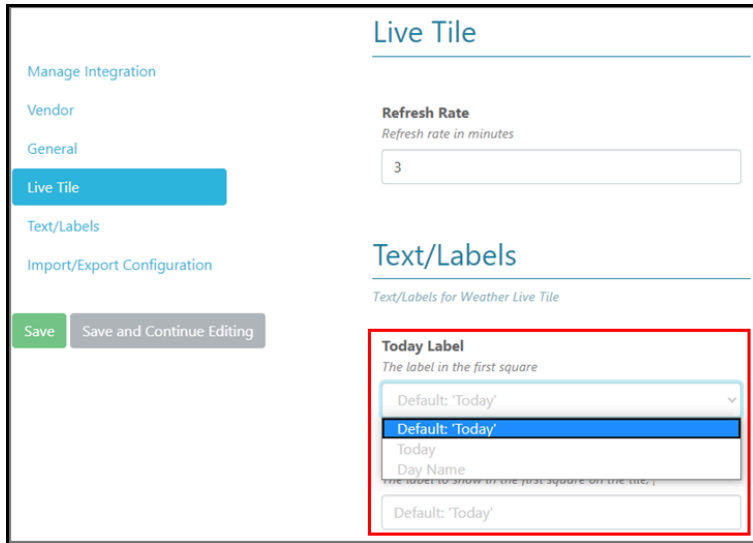 Live Tile
Manage Integration
Vendor
General
Live Tile
Text/Labels
Import/Export Configuration
Save
Save and Continue Editing
Refresh Rate
Refresh rate in minutes
3
Text/Labels
Text/Labels for Weather Live Tile
Today Label
The label in the first square
Default: 'Today'
Default: 'Today'
Today
Day Name
The label to show in the first square on the tile,
Default: 'Today'